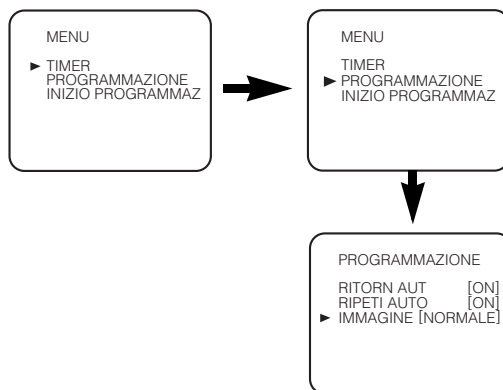 MENU
► TIMER
PROGRAMMAZIONE
INIZIO PROGRAMMAZ
MENU
TIMER
► PROGRAMMAZIONE
INIZIO PROGRAMMAZ
PROGRAMMAZIONE
RITORN AUT [ON]
RIPETI AUTO [ON]
► IMMAGINE [NORMALE]